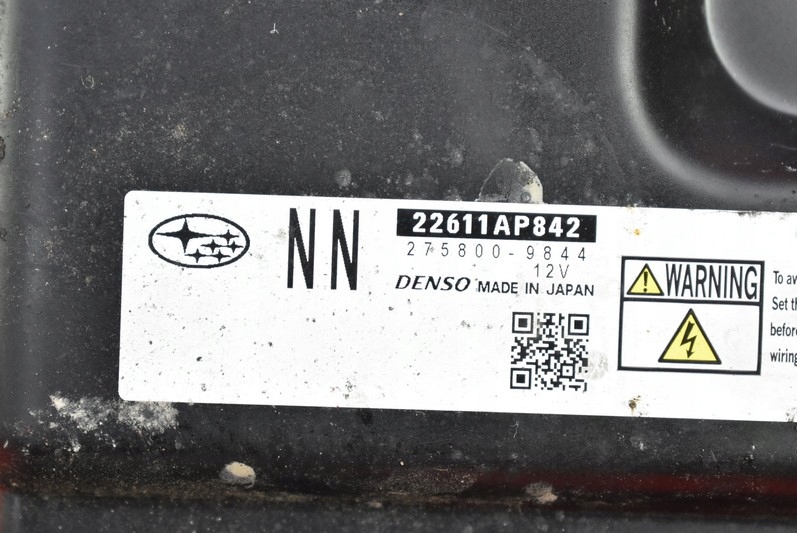 NN
22611AP842
275800-9844
12V
DENSO MADE IN JAPAN
WARNING
To av
Set th
before
wiring